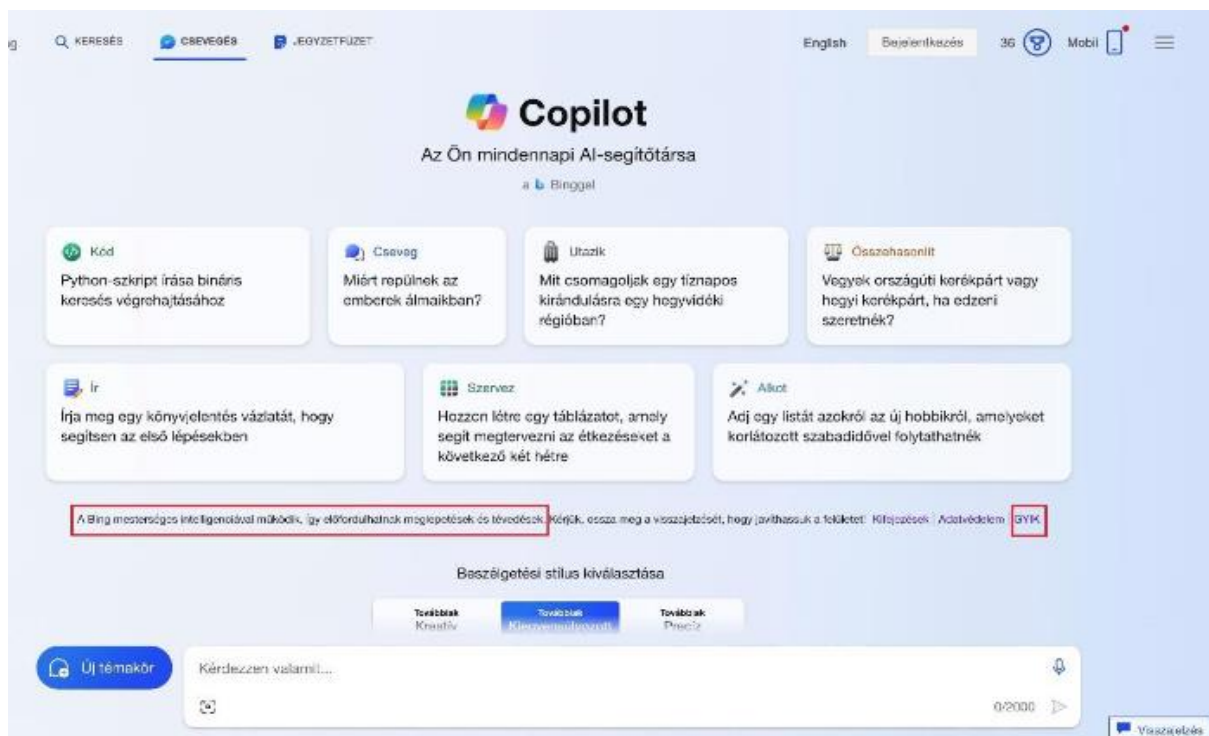 KERESÉS
CSEVEGÉS
JEGYZETFÜZET
English
Bejelentkezés
36
Mobil
Copilot
Az Ön mindennapi AI-segítőtársa
a Binggel
Kód
Python-szkript írása bináris
keresés végrehajtásához
Cseveg
Miért repülnek az
emberek álmaikban?
Utazik
Mit csomagoljak egy tíznapos
kirándulásra egy hegyvidéki
régióban?
Összehasonlít
Vegyek országúti kerékpárt vagy
hegyi kerékpárt, ha edzeni
szeretnék?
Ír
Írja meg egy könyvjelentés vázlatát, hogy
segítsen az első lépésekben
Szervez
Hozzon létre egy táblázatot, amely
segít megtervezni az étkezéseket a
következő két hétre
Alkot
Adj egy listát azokról az új hobbikról, amelyeket
korlátozott szabadidővel folytathatnék
A Bing mesterséges intelligenciával működik, így előfordulhatnak meglepetések és tévedések. Kérjük, ossza meg a visszajelzését, hogy javíthassuk a felületet! Kifejezések Adatvédelem GYIK
Beszélgetési stílus kiválasztása
Továbbiak
Kreatív
Továbbiak
Kiegyensúlyozott
Továbbiak
Precíz
Új témakör
Kérdezzen valamit...
0/2000
Visszajelzés